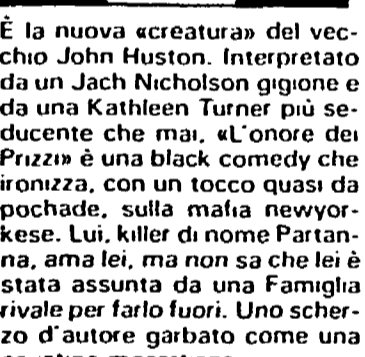 È la nuova «creatura» del vec-
chio John Huston. Interpretato
da un Jach Nicholson gigione e
da una Kathleen Turner più se-
ducente che mai, «L'onore dei
Prizzi» è una black comedy che
ironizza, con un tocco quasi da
pochade, sulla mafia newyor-
kese. Lui, killer di nome Partan-
na, ama lei, ma non sa che lei è
stata assunta da una Famiglia
rivale per farlo fuori. Uno scher-
zo d'autore garbato come una